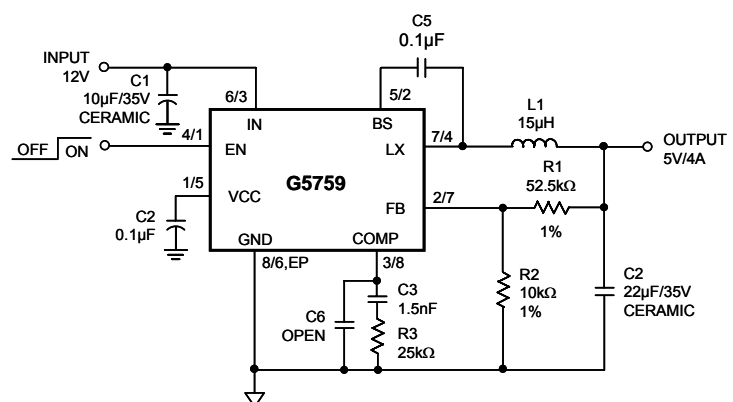 C5
0.1µF
INPUT
12V
C1
10µF/35V
CERAMIC
6/3
5/2
IN
BS
L1
15µH
OFF
ON
4/1
EN
7/4
LX
OUTPUT
5V/4A
G5759
R1
52.5kΩ
1%
1/5
VCC
2/7
FB
C2
0.1µF
GND
COMP
8/6,EP
3/8
R2
10kΩ
1%
C2
22µF/35V
CERAMIC
C3
1.5nF
C6
OPEN
R3
25kΩ